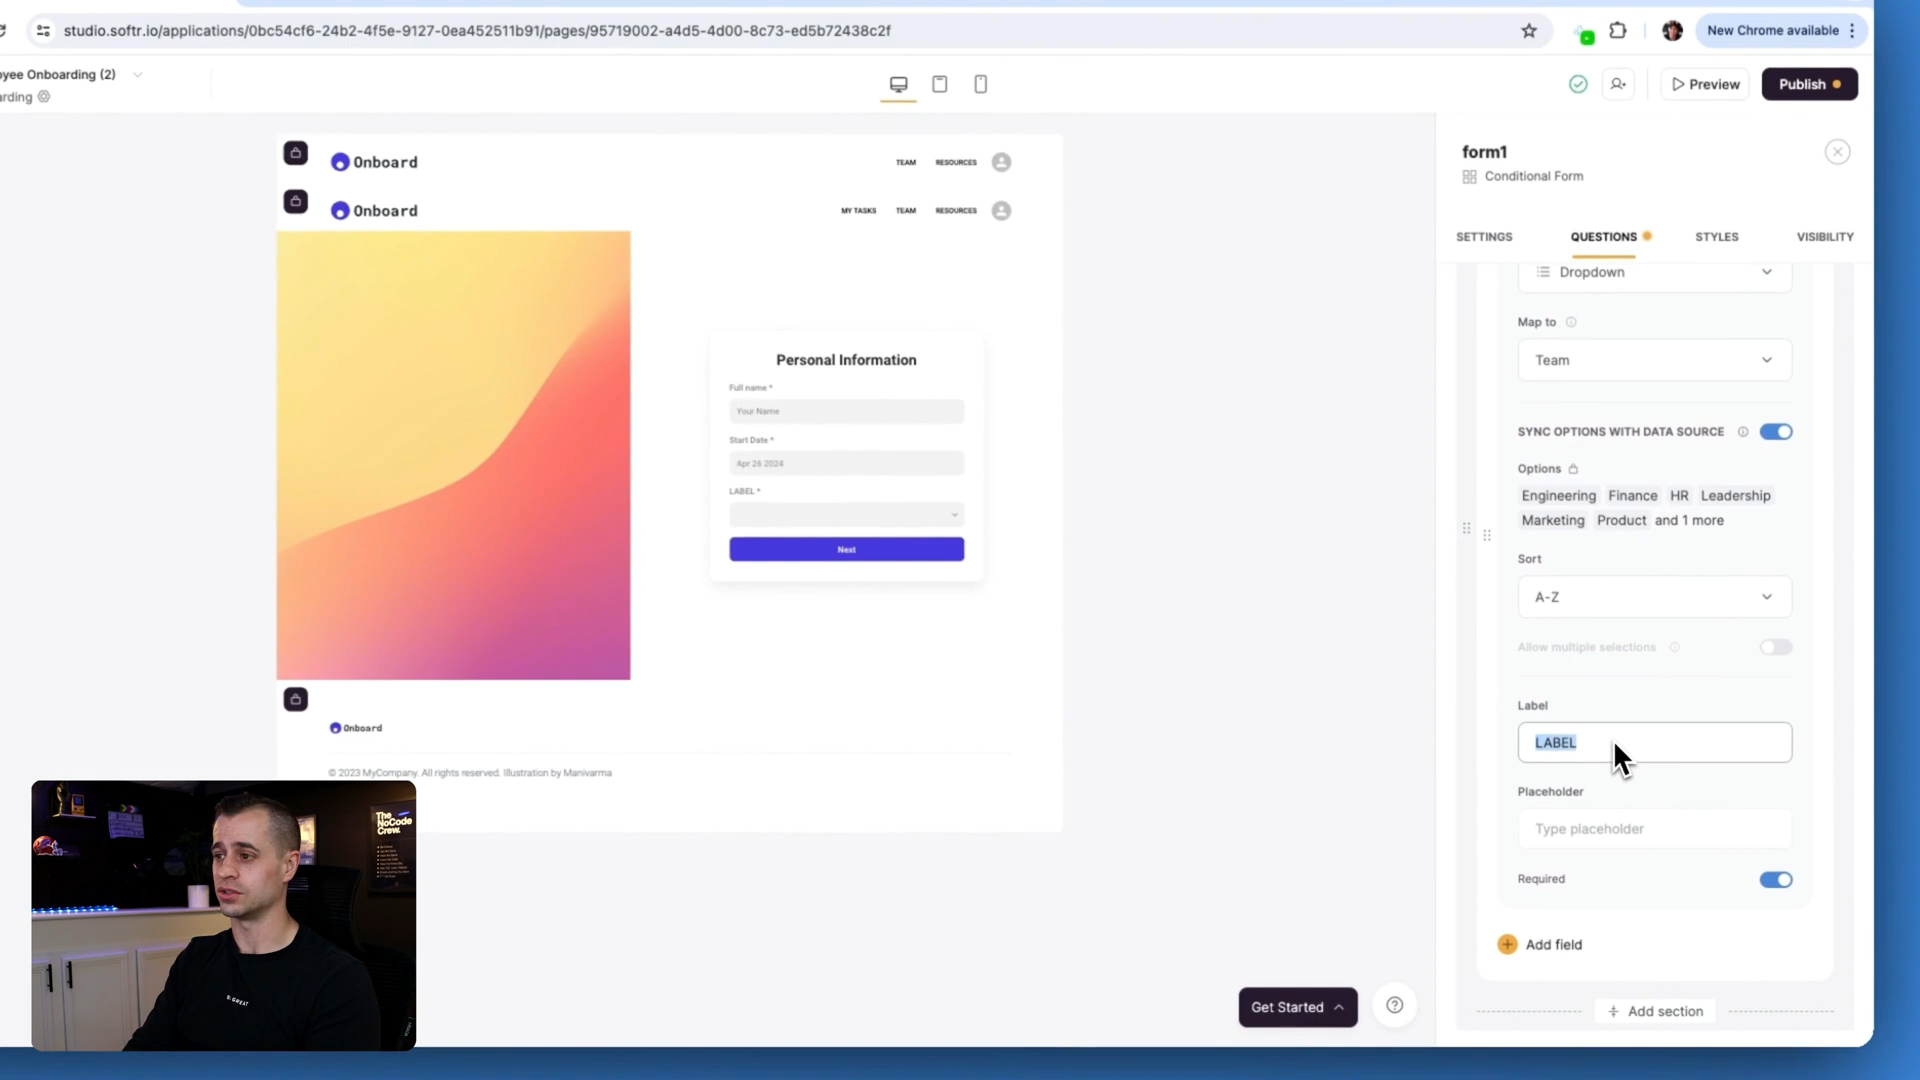 studio.softr.io/applications/0bc54cf6-24b2-4f5e-9127-0ea452511b91/pages/95719002-a4d5-4d00-8c73-ed5b72438c2f
New Chrome available
oyee Onboarding (2)
arding
Preview
Publish
Onboard
TEAM
RESOURCES
Onboard
MY TASKS
TEAM
RESOURCES
Personal Information
Full name *
Your Name
Start Date *
Apr 26 2024
LABEL *
Next
Onboard
© 2023 MyCompany. All rights reserved. Illustration by Manivarma
The
NoCode
Crew.
Get Started
form1
Conditional Form
SETTINGS
QUESTIONS
STYLES
VISIBILITY
Dropdown
Map to
Team
SYNC OPTIONS WITH DATA SOURCE
Options
Engineering Finance HR Leadership
Marketing Product and 1 more
Sort
A-Z
Allow multiple selections
Label
LABEL
Placeholder
Type placeholder
Required
Add field
Add section